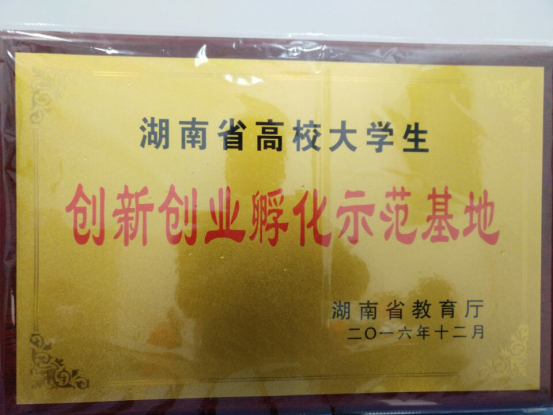 湖南省高校大学生
创新创业孵化示范基地
湖南省教育厅
二〇一六年十二月